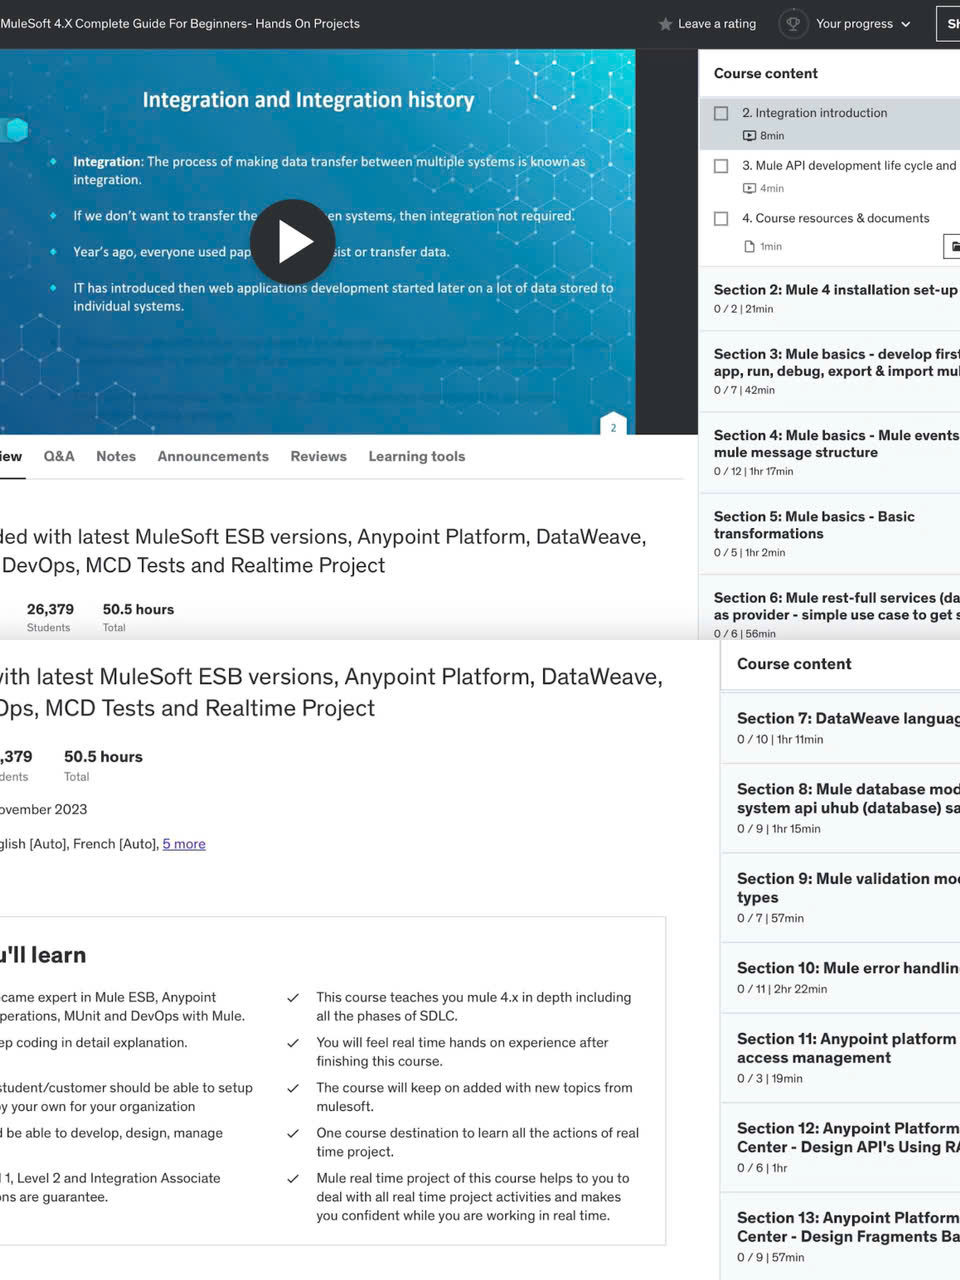 MuleSoft 4.X Complete Guide For Beginners- Hands On Projects
Leave a rating
Your progress
Integration and Integration history
Integration: The process of making data transfer between multiple systems is known as
integration.
If we don't want to transfer the en systems, then integration not required.
Year's ago, everyone used pap sist or transfer data.
IT has introduced then web applications development started later on a lot of data stored to
individual systems.
2
Course content
2. Integration introduction
8min
3. Mule API development life cycle and
4min
4. Course resources & documents
1min
Section 2: Mule 4 installation set-up
0 / 2 | 21min
Section 3: Mule basics - develop first
app, run, debug, export & import mul
0 / 7 | 42min
Section 4: Mule basics - Mule events
mule message structure
0 / 12 | 1hr 17min
Section 5: Mule basics - Basic
transformations
0 / 5 | 1hr 2min
Section 6: Mule rest-full services (da
as provider - simple use case to get s
0 / 6 | 56min
iew
Q&A
Notes
Announcements
Reviews
Learning tools
ded with latest MuleSoft ESB versions, Anypoint Platform, DataWeave,
DevOps, MCD Tests and Realtime Project
26,379
50.5 hours
Students
Total
with latest MuleSoft ESB versions, Anypoint Platform, DataWeave,
Ops, MCD Tests and Realtime Project
,379
50.5 hours
dents
Total
ovember 2023
glish [Auto], French [Auto], 5 more
u'll learn
came expert in Mule ESB, Anypoint
perations, MUnit and DevOps with Mule.
ep coding in detail explanation.
student/customer should be able to setup
by your own for your organization
d be able to develop, design, manage
l 1, Level 2 and Integration Associate
ons are guarantee.
This course teaches you mule 4.x in depth including
all the phases of SDLC.
You will feel real time hands on experience after
finishing this course.
The course will keep on added with new topics from
mulesoft.
One course destination to learn all the actions of real
time project.
Mule real time project of this course helps to you to
deal with all real time project activities and makes
you confident while you are working in real time.
Course content
Section 7: DataWeave languag
0 / 10 | 1hr 11min
Section 8: Mule database mod
system api uhub (database) sa
0 / 9 | 1hr 15min
Section 9: Mule validation mod
types
0 / 7 | 57min
Section 10: Mule error handlin
0 / 11 | 2hr 22min
Section 11: Anypoint platform
access management
0 / 3 | 19min
Section 12: Anypoint Platform
Center - Design API's Using RA
0 / 6 | 1hr
Section 13: Anypoint Platform
Center - Design Fragments Ba
0 / 9 | 57min